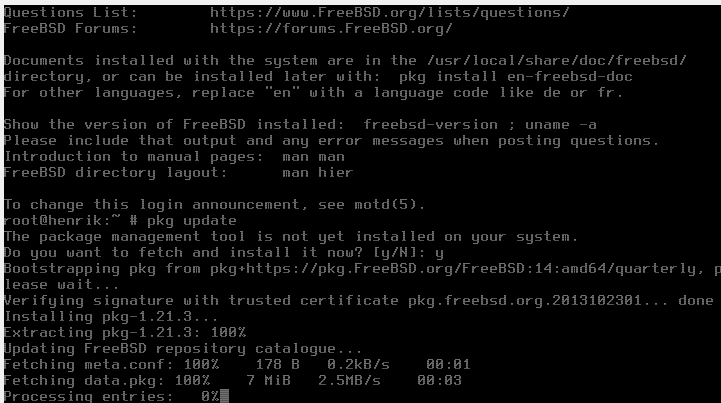 Questions List:         https://www.FreeBSD.org/lists/questions/
FreeBSD Forums:         https://forums.FreeBSD.org/
Documents installed with the system are in the /usr/local/share/doc/freebsd/
directory, or can be installed later with:  pkg install en-freebsd-doc
For other languages, replace "en" with a language code like de or fr.
Show the version of FreeBSD installed:  freebsd-version ; uname -a
Please include that output and any error messages when posting questions.
Introduction to manual pages:  man man
FreeBSD directory layout:      man hier
To change this login announcement, see motd(5).
root@henrik:~ # pkg update
The package management tool is not yet installed on your system.
Do you want to fetch and install it now? [y/N]: y
Bootstrapping pkg from pkg+https://pkg.FreeBSD.org/FreeBSD:14:amd64/quarterly, p
lease wait...
Verifying signature with trusted certificate pkg.freebsd.org.2013102301... done
Installing pkg-1.21.3...
Extracting pkg-1.21.3: 100%
Updating FreeBSD repository catalogue...
Fetching meta.conf: 100%    178 B   0.2kB/s    00:01
Fetching data.pkg: 100%    7 MiB   2.5MB/s    00:03
Processing entries:   0%